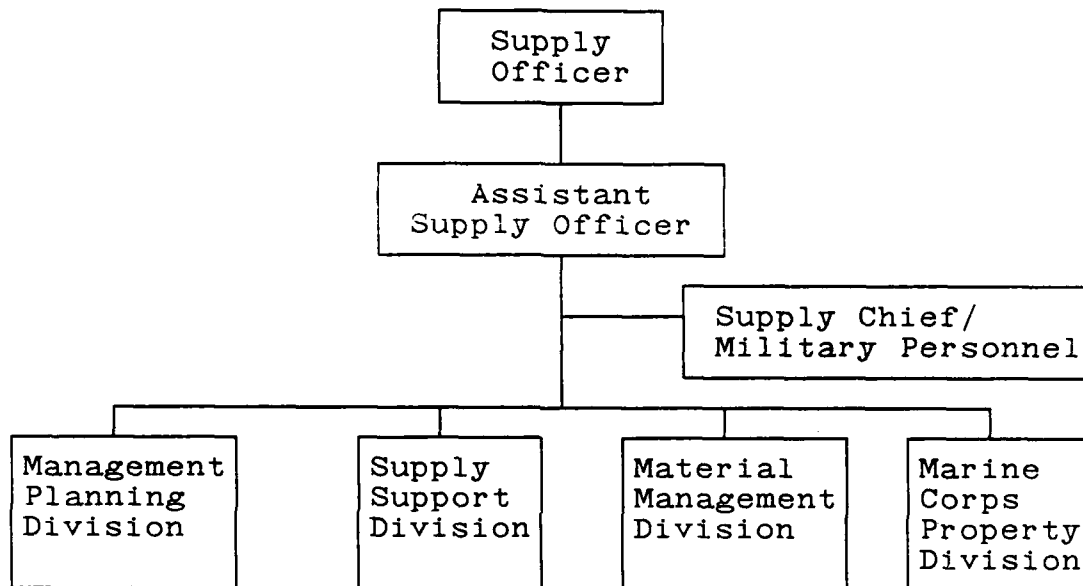 Supply
Officer
Assistant
Supply Officer
Supply Chief/
Military Personnel
Management
Planning
Division
Supply
Support
Division
Material
Management
Division
Marine
Corps
Property
Division